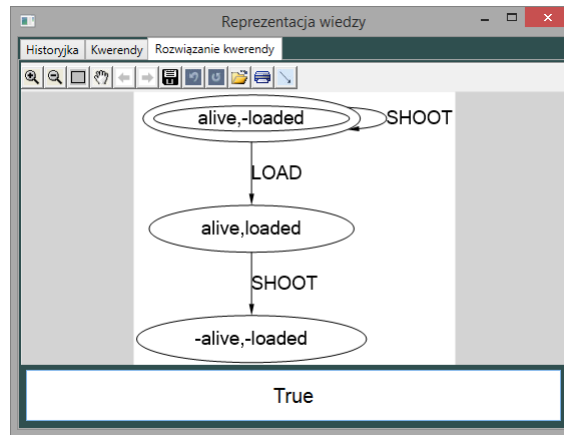 Reprezentacja wiedzy
Historyjka Kwerendy Rozwiązanie kwerendy
alive,-loaded SHOOT
LOAD
alive,loaded
SHOOT
-alive,-loaded
True